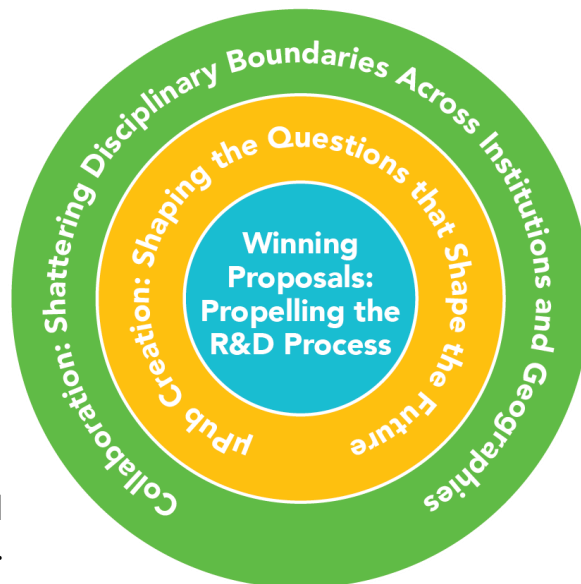 Collaboration: Shattering Disciplinary Boundaries Across Institutions and Geographies
µPub Creation: Shaping the Questions that Shape the Future
Winning
Proposals:
Propelling the
R&D Process